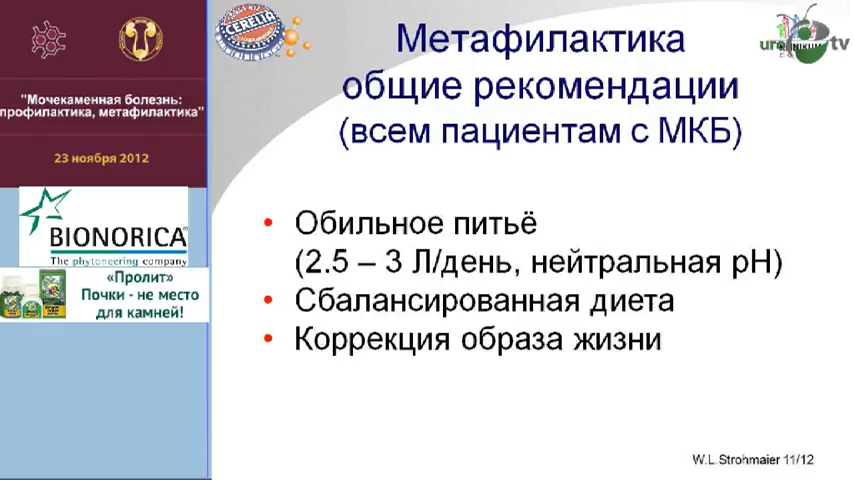 "Мочекаменная болезнь:
профилактика, метафилактика"
23 ноября 2012
BIONORICA®
The phytoneering company
«Пролит»
Почки - не место
для камней!
CERELIA
Метафилактика
общие рекомендации
(всем пациентам с МКБ)
• Обильное питьё
(2.5 – 3 Л/день, нейтральная pH)
• Сбалансированная диета
• Коррекция образа жизни
W.L.Strohmaier 11/12